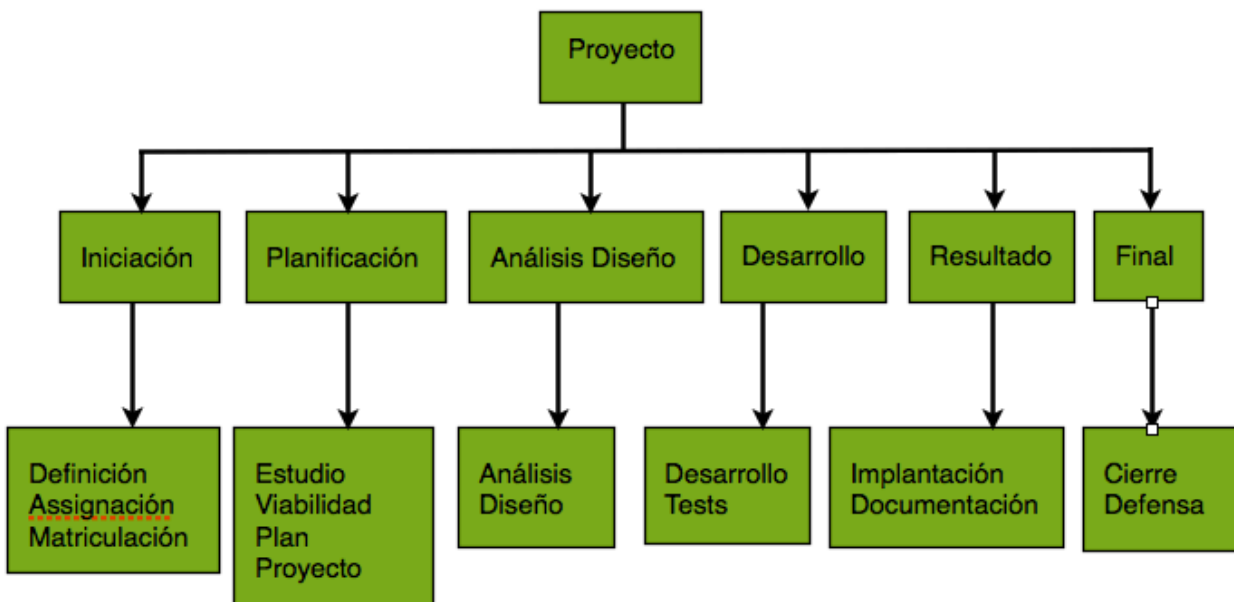 Proyecto
Iniciación
Planificación
Análisis Diseño
Desarrollo
Resultado
Final
Definición
Assignación
Matriculación
Estudio
Viabilidad
Plan
Proyecto
Análisis
Diseño
Desarrollo
Tests
Implantación
Documentación
Cierre
Defensa